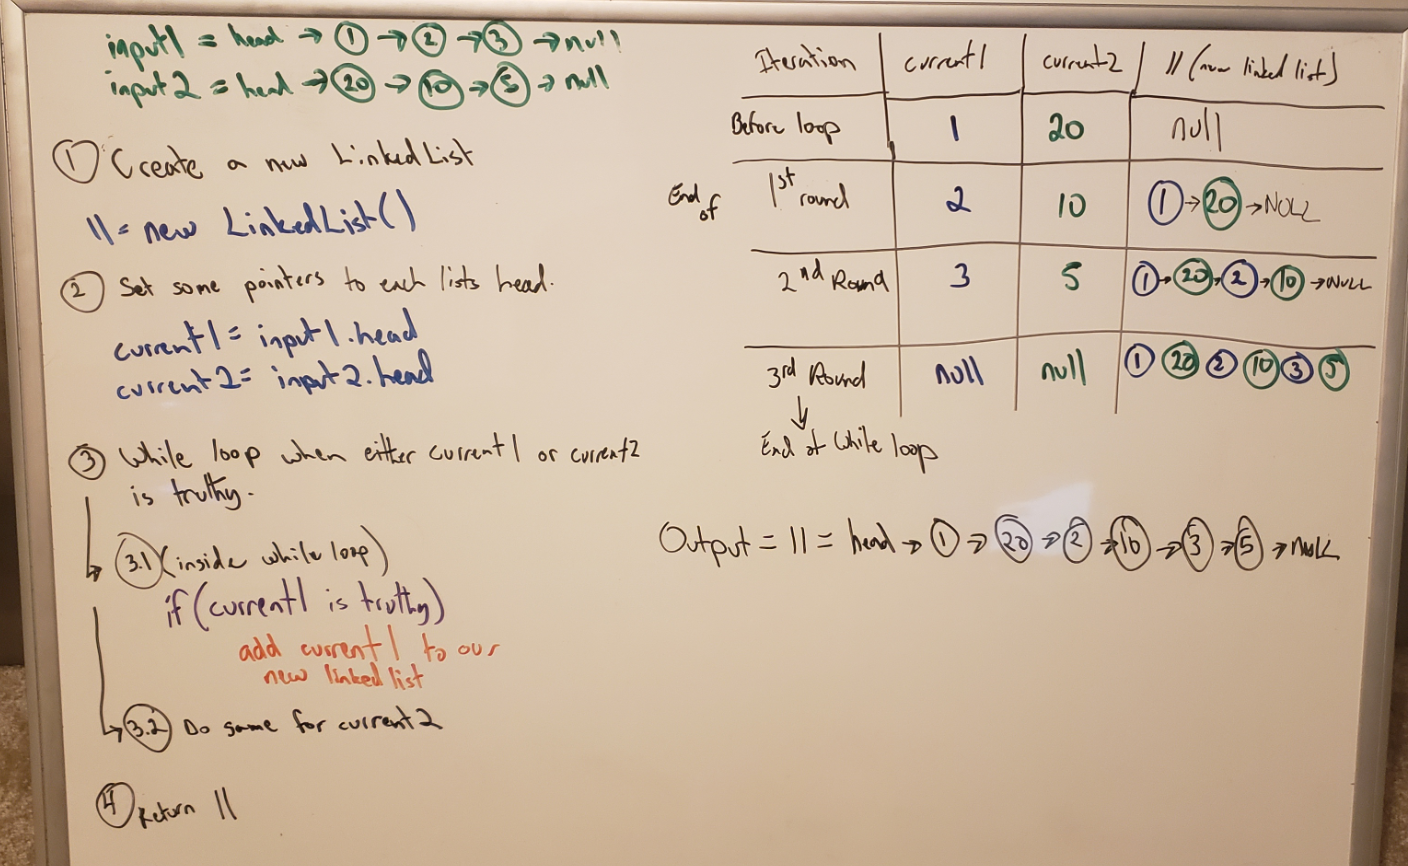 input1 = head → 1 → 2 → 3 → null
input2 = head → 20 → 10 → 5 → null
1 Create a new LinkedList
ll = new LinkedList()
2 Set some pointers to each lists head.
current1 = input1.head
current2 = input2.head
3 While loop when either current1 or current2
is truthy.
3.1 (inside while loop)
if (current1 is truthy)
add current1 to our
new linked list
3.2 Do same for current2
4 Return ll
Iteration current1 current2 ll (new linked list)
Before loop 1 20 null
End of 1st round 2 10 1 → 20 → NULL
2nd Round 3 5 1 → 20 → 2 → 10 → NULL
3rd Round null null 1 20 2 10 3 5
↓
End of While loop
Output = ll = head → 1 → 20 → 2 → 10 → 3 → 5 → NULL